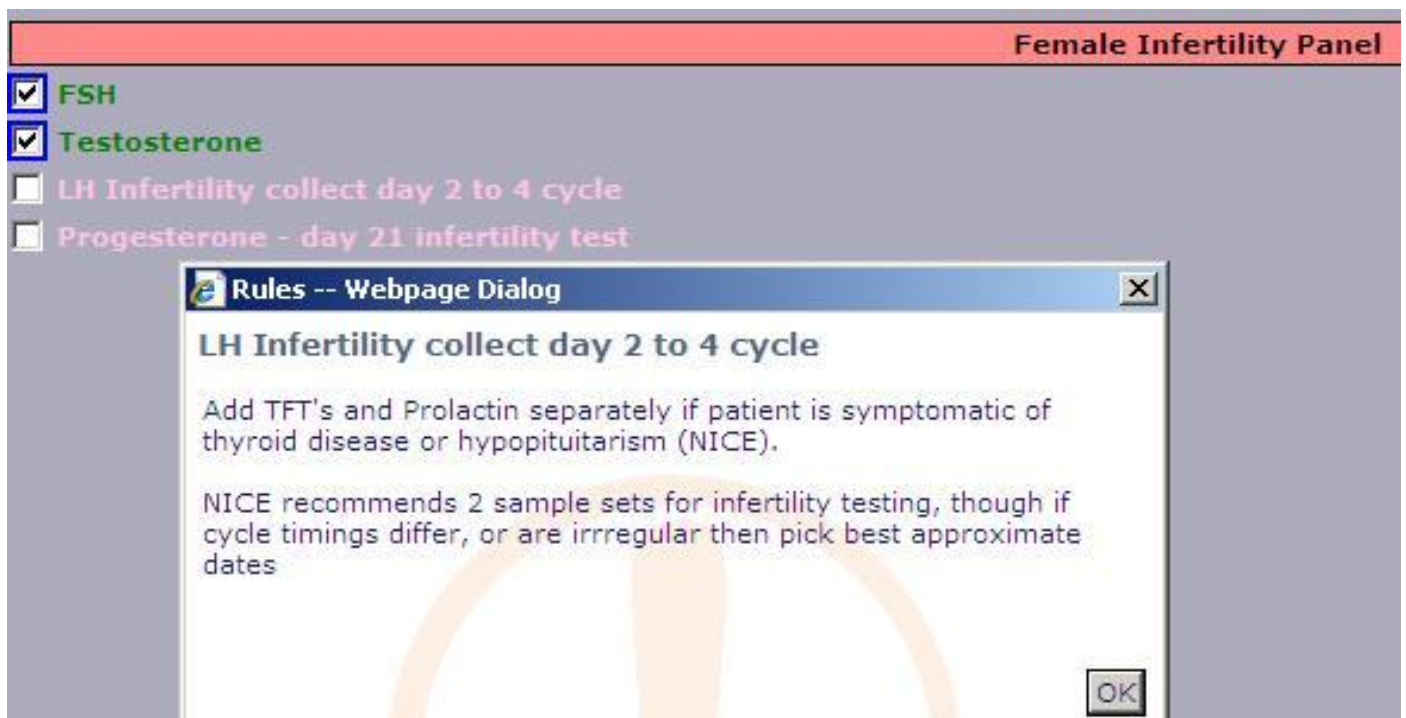 Female Infertility Panel
FSH
Testosterone
LH Infertility collect day 2 to 4 cycle
Progesterone - day 21 infertility test
Rules -- Webpage Dialog
LH Infertility collect day 2 to 4 cycle
Add TFT's and Prolactin separately if patient is symptomatic of
thyroid disease or hypopituitarism (NICE).
NICE recommends 2 sample sets for infertility testing, though if
cycle timings differ, or are irrregular then pick best approximate
dates
OK